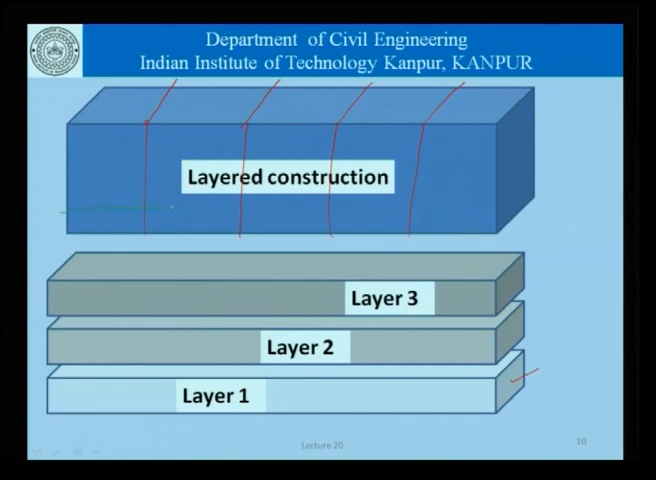 Department of Civil Engineering
Indian Institute of Technology Kanpur, KANPUR
Layered construction
Layer 3
Layer 2
Layer 1
Lecture 20
10